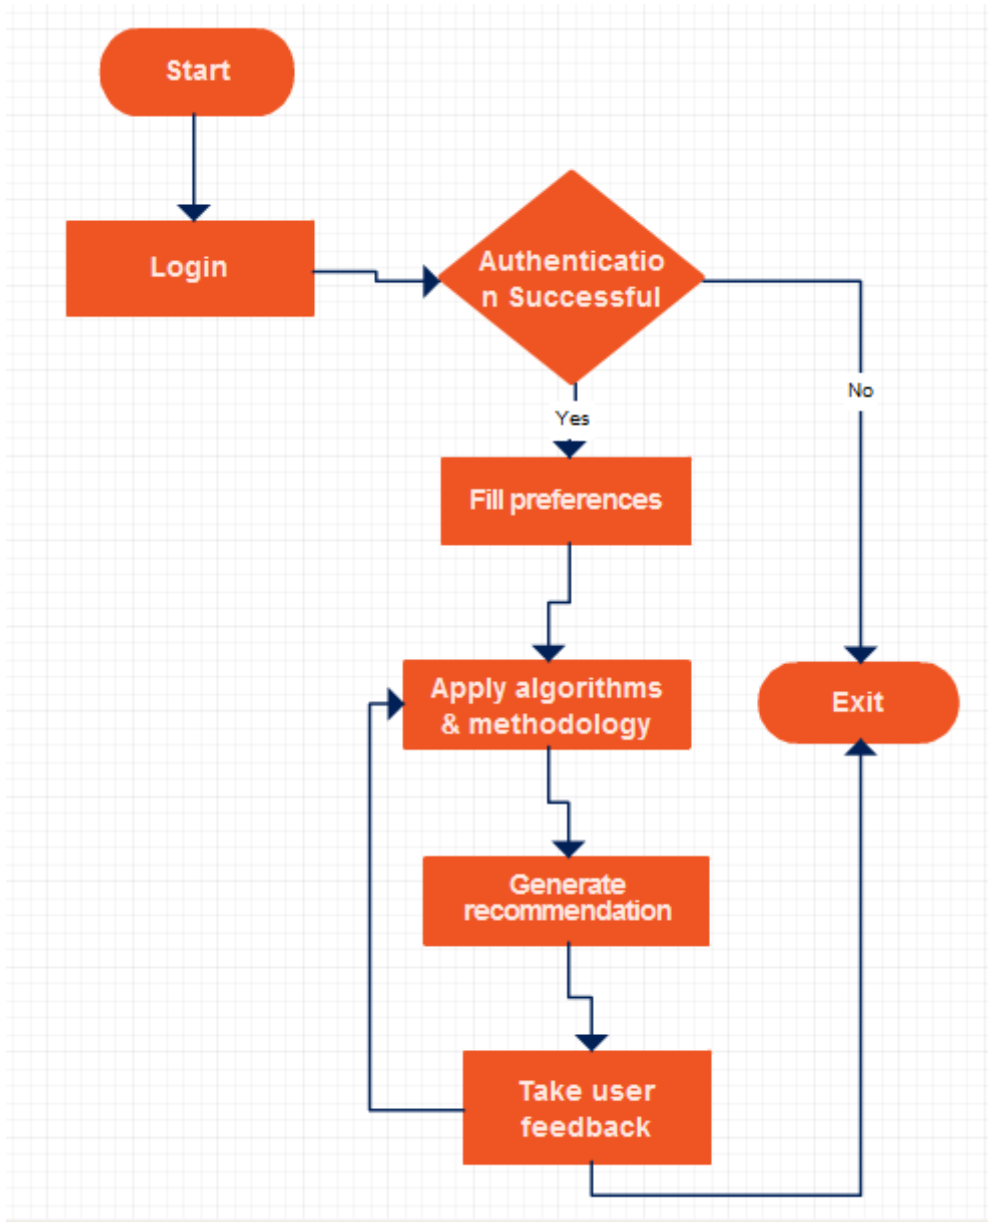 Start
Login
Authenticatio
n Successful
No
Yes
Fill preferences
Apply algorithms
& methodology
Exit
Generate
recommendation
Take user
feedback